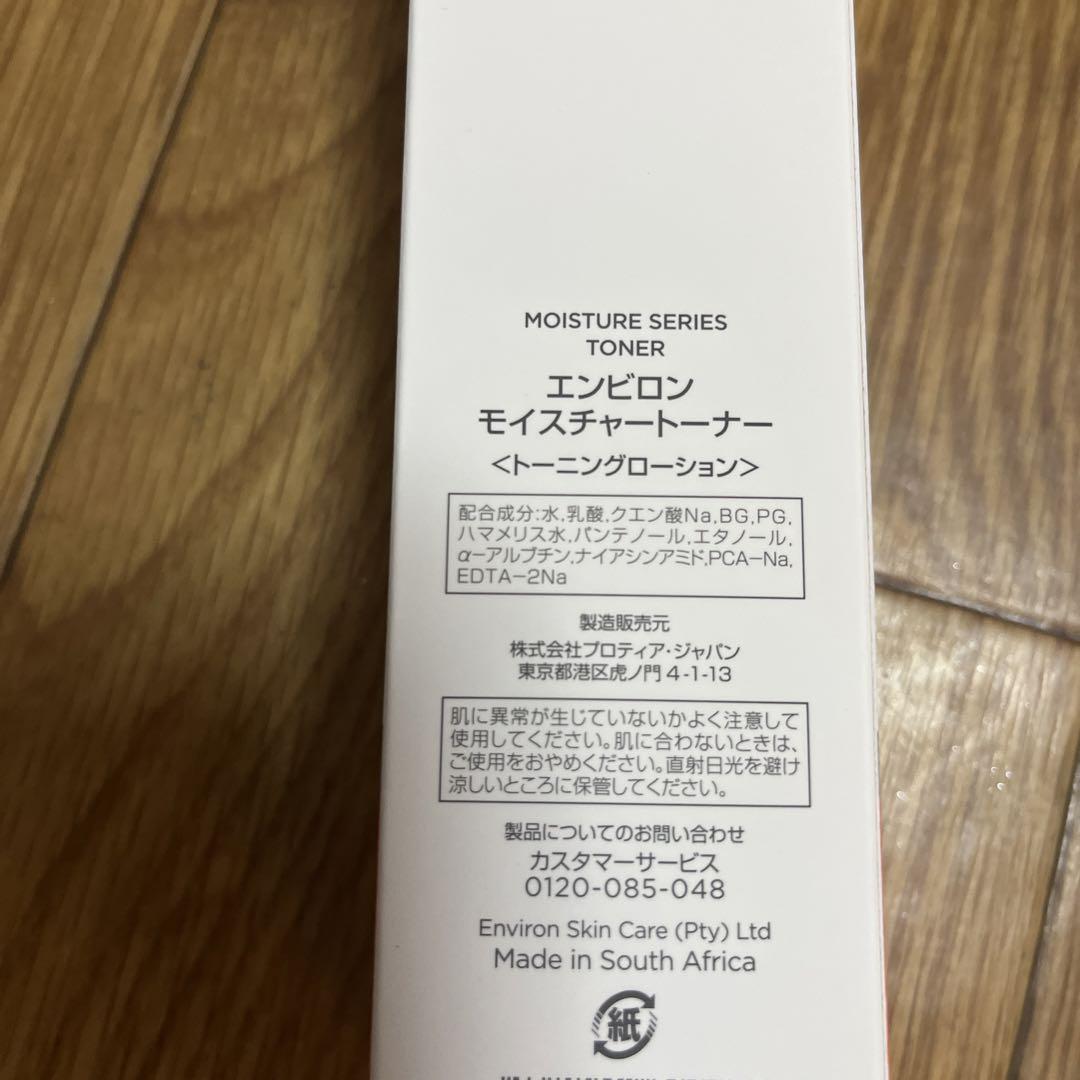 MOISTURE SERIES
TONER
エンビロン
モイスチャートーナー
<トーニングローション>
配合成分:水,乳酸,クエン酸Na,BG,PG,
ハマメリス水,パンテノール,エタノール,
α-アルブチン,ナイアシンアミド,PCA-Na,
EDTA-2Na
製造販売元
株式会社プロティア・ジャパン
東京都港区虎ノ門4-1-13
肌に異常が生じていないかよく注意して
使用してください。肌に合わないときは、
ご使用をおやめください。直射日光を避け
涼しいところに保管してください。
製品についてのお問い合わせ
カスタマーサービス
0120-085-048
Environ Skin Care (Pty) Ltd
Made in South Africa
紙